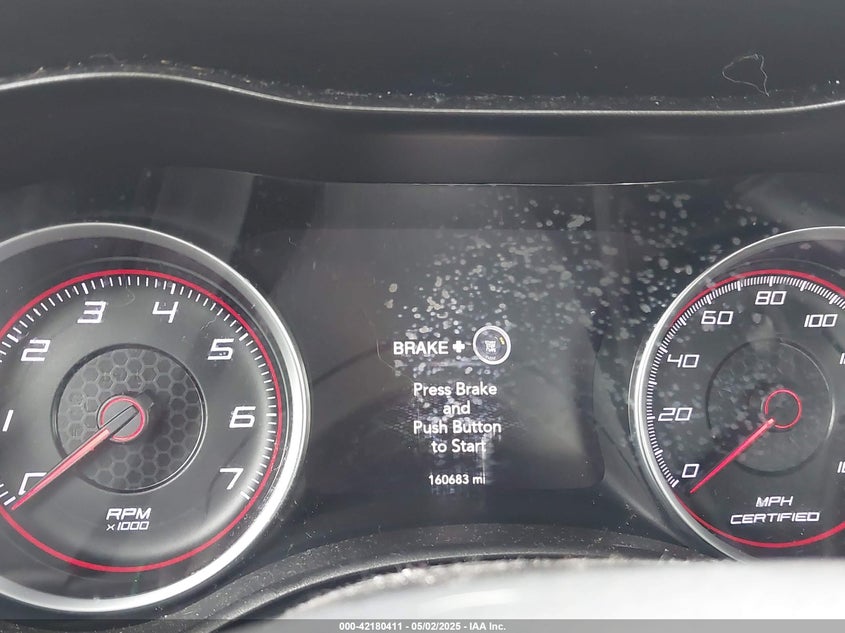 1 2 3 4 5 6 7
RPM
x1000
BRAKE +
Press Brake
and
Push Button
to Start
160683 mi
0 20 40 60 80 100
MPH
CERTIFIED
000-42180411 - 05/02/2025 - IAA Inc.